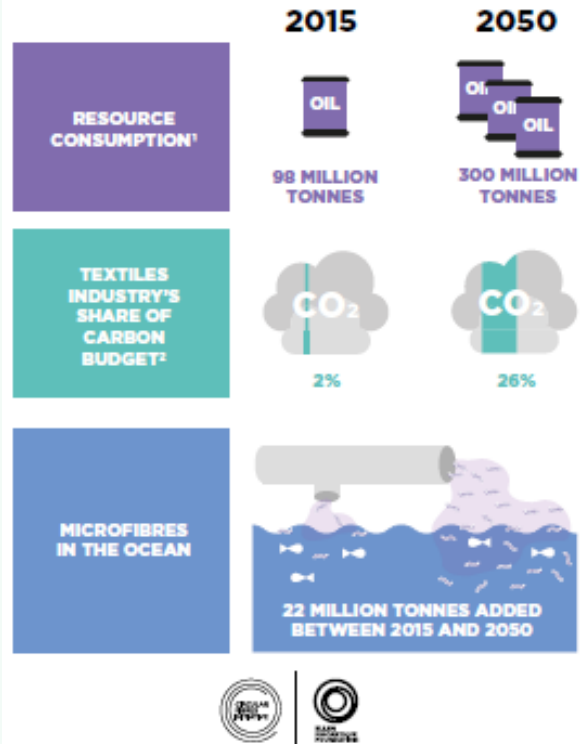 2015
2050
RESOURCE
CONSUMPTION¹
OIL
OIL
OIL
OIL
98 MILLION
TONNES
300 MILLION
TONNES
TEXTILES
INDUSTRY'S
SHARE OF
CARBON
BUDGET²
CO₂
CO₂
2%
26%
MICROFIBRES
IN THE OCEAN
22 MILLION TONNES ADDED
BETWEEN 2015 AND 2050